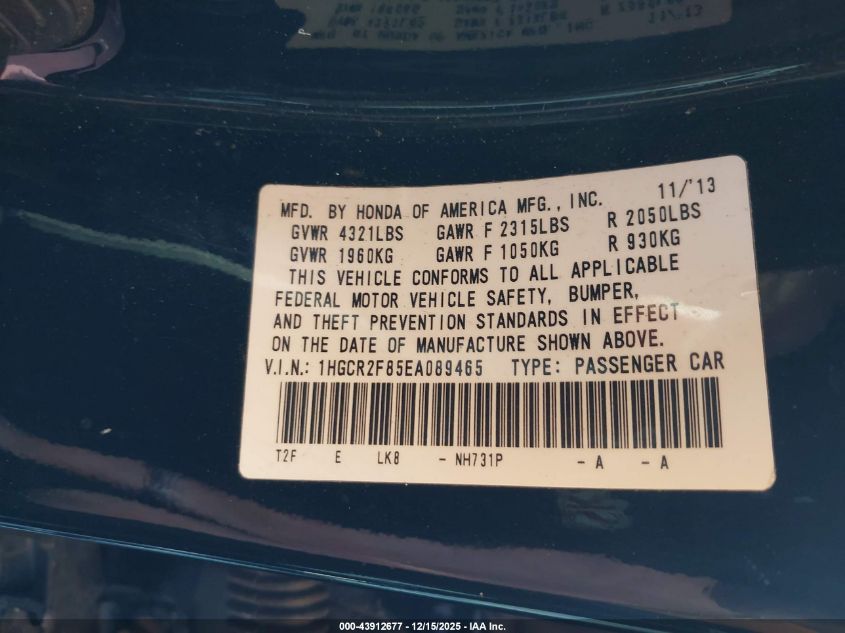 11/'13
MFD. BY HONDA OF AMERICA MFG., INC.
GVWR 4321LBS GAWR F 2315LBS R 2050LBS
GVWR 1960KG GAWR F 1050KG R 930KG
THIS VEHICLE CONFORMS TO ALL APPLICABLE
FEDERAL MOTOR VEHICLE SAFETY, BUMPER,
AND THEFT PREVENTION STANDARDS IN EFFECT
ON THE DATE OF MANUFACTURE SHOWN ABOVE.
V.I.N.: 1HGCR2F85EA089465 TYPE: PASSENGER CAR
T2F E LK8 - NH731P - A - A
000-43912677 - 12/15/2025 - IAA Inc.